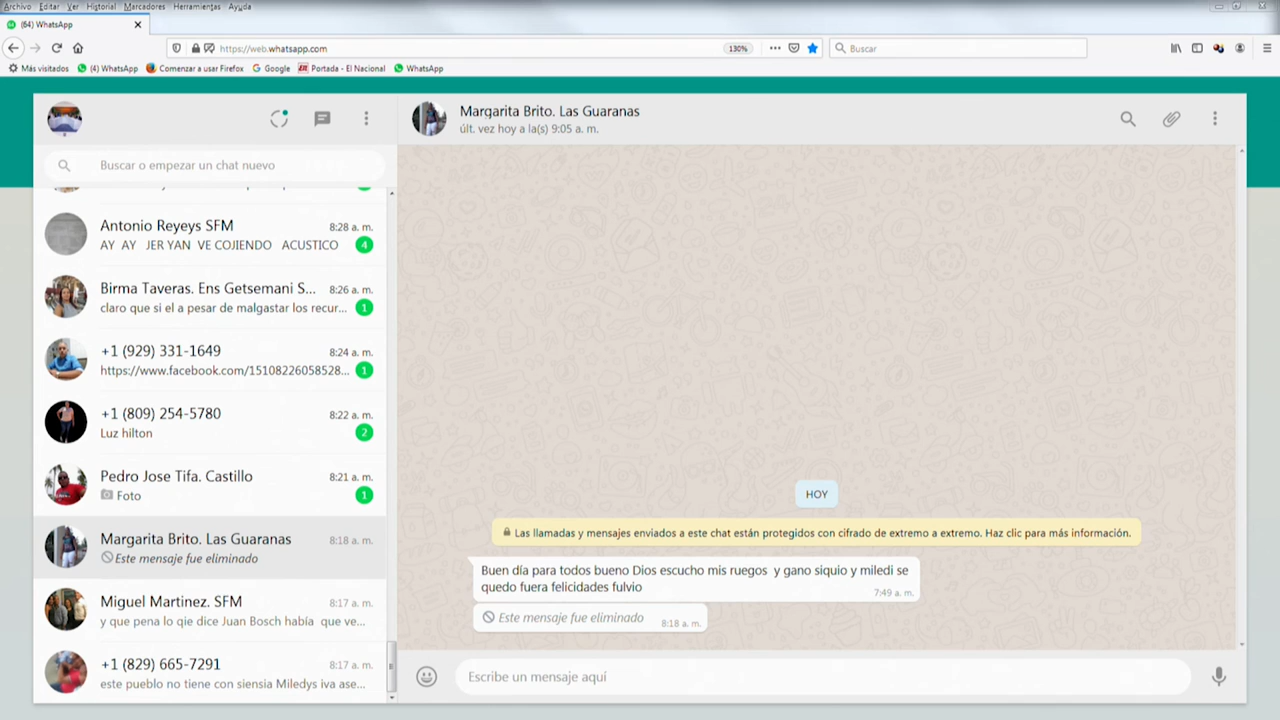 Archivo Editar Ver Historial Marcadores Herramientas Ayuda
(64) WhatsApp
https://web.whatsapp.com
130%
Buscar
Más visitados
(4) WhatsApp
Comenzar a usar Firefox
Google
Portada - El Nacional
WhatsApp
Buscar o empezar un chat nuevo
Antonio Reyeys SFM
8:28 a. m.
AY AY JER YAN VE COJIENDO ACUSTICO
4
Birma Taveras. Ens Getsemani S...
8:26 a. m.
claro que si el a pesar de malgastar los recur...
1
+1 (929) 331-1649
8:24 a. m.
https://www.facebook.com/15108226058528...
1
+1 (809) 254-5780
8:22 a. m.
Luz hilton
2
Pedro Jose Tifa. Castillo
8:21 a. m.
Foto
1
Margarita Brito. Las Guaranas
8:18 a. m.
Este mensaje fue eliminado
Miguel Martinez. SFM
8:17 a. m.
y que pena lo qie dice Juan Bosch había que ve...
+1 (829) 665-7291
8:17 a. m.
este pueblo no tiene con siensia Miledys iva ase...
Margarita Brito. Las Guaranas
últ. vez hoy a la(s) 9:05 a. m.
HOY
Las llamadas y mensajes enviados a este chat están protegidos con cifrado de extremo a extremo. Haz clic para más información.
Buen día para todos bueno Dios escucho mis ruegos y gano siquio y miledi se
quedo fuera felicidades fulvio
7:49 a. m.
Este mensaje fue eliminado
8:18 a. m.
Escribe un mensaje aquí